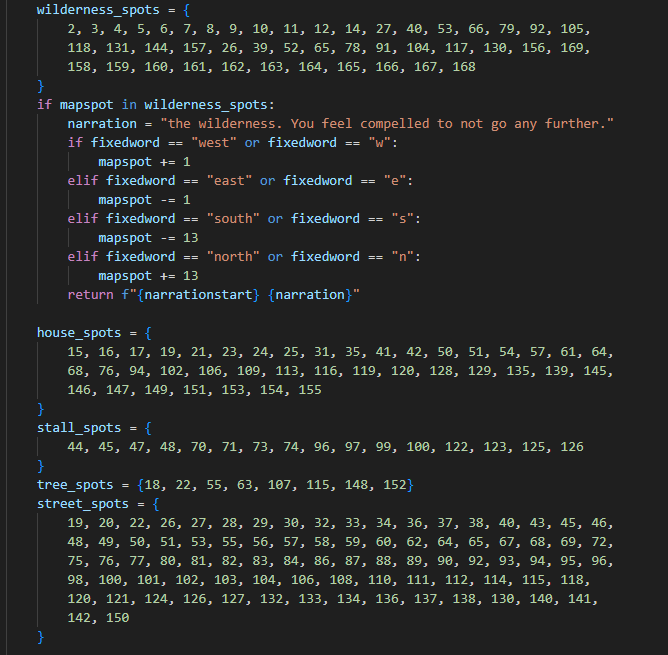 wilderness_spots = {
2, 3, 4, 5, 6, 7, 8, 9, 10, 11, 12, 14, 27, 40, 53, 66, 79, 92, 105,
118, 131, 144, 157, 26, 39, 52, 65, 78, 91, 104, 117, 130, 156, 169,
158, 159, 160, 161, 162, 163, 164, 165, 166, 167, 168
}
if mapspot in wilderness_spots:
narration = "the wilderness. You feel compelled to not go any further."
if fixedword == "west" or fixedword == "w":
mapspot += 1
elif fixedword == "east" or fixedword == "e":
mapspot -= 1
elif fixedword == "south" or fixedword == "s":
mapspot -= 13
elif fixedword == "north" or fixedword == "n":
mapspot += 13
return f"{narrationstart} {narration}"
house_spots = {
15, 16, 17, 19, 21, 23, 24, 25, 31, 35, 41, 42, 50, 51, 54, 57, 61, 64,
68, 76, 94, 102, 106, 109, 113, 116, 119, 120, 128, 129, 135, 139, 145,
146, 147, 149, 151, 153, 154, 155
}
stall_spots = {
44, 45, 47, 48, 70, 71, 73, 74, 96, 97, 99, 100, 122, 123, 125, 126
}
tree_spots = {18, 22, 55, 63, 107, 115, 148, 152}
street_spots = {
19, 20, 22, 26, 27, 28, 29, 30, 32, 33, 34, 36, 37, 38, 40, 43, 45, 46,
48, 49, 50, 51, 53, 55, 56, 57, 58, 59, 60, 62, 64, 65, 67, 68, 69, 72,
75, 76, 77, 80, 81, 82, 83, 84, 86, 87, 88, 89, 90, 92, 93, 94, 95, 96,
98, 100, 101, 102, 103, 104, 106, 108, 110, 111, 112, 114, 115, 118,
120, 121, 124, 126, 127, 132, 133, 134, 136, 137, 138, 130, 140, 141,
142, 150
}